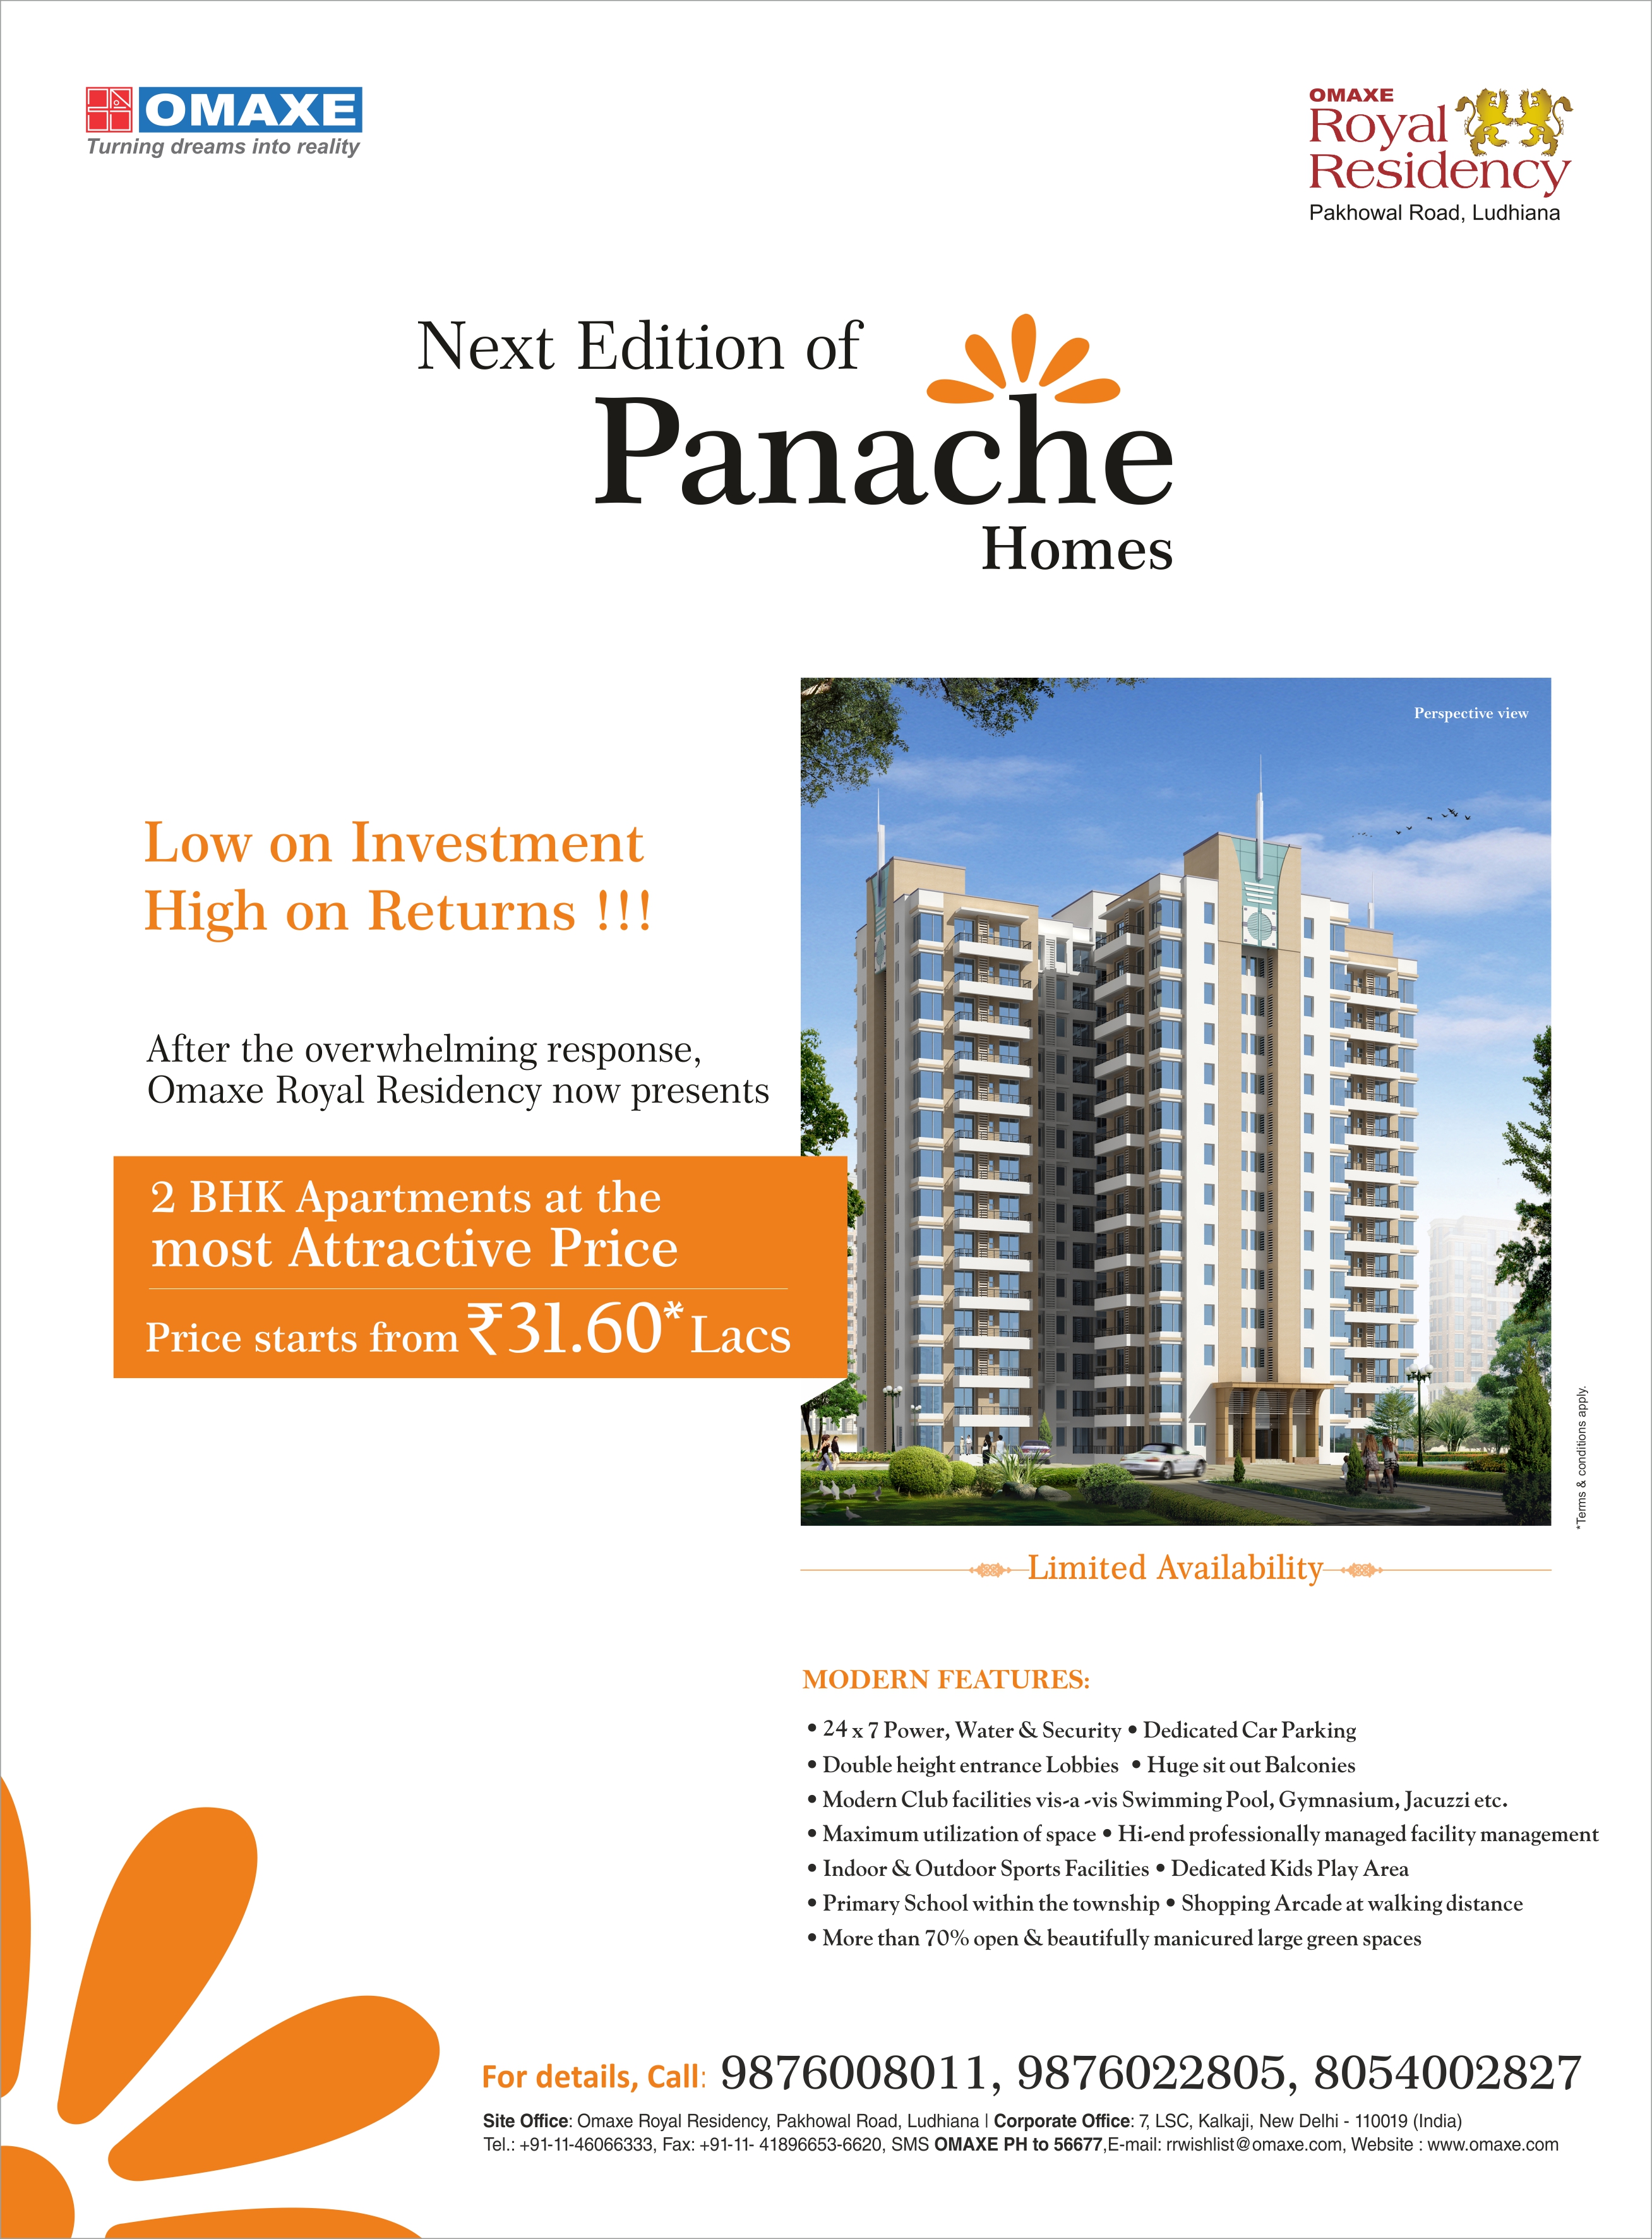 OMAXE
Turning dreams into reality
OMAXE
Royal
Residency
Pakhowal Road, Ludhiana
Next Edition of
Panache
Homes
Perspective view
Low on Investment
High on Returns !!!
After the overwhelming response,
Omaxe Royal Residency now presents
2 BHK Apartments at the
most Attractive Price
Price starts from ₹31.60* Lacs
*Terms & conditions apply.
Limited Availability
MODERN FEATURES:
• 24 x 7 Power, Water & Security • Dedicated Car Parking
• Double height entrance Lobbies • Huge sit out Balconies
• Modern Club facilities vis-a -vis Swimming Pool, Gymnasium, Jacuzzi etc.
• Maximum utilization of space • Hi-end professionally managed facility management
• Indoor & Outdoor Sports Facilities • Dedicated Kids Play Area
• Primary School within the township • Shopping Arcade at walking distance
• More than 70% open & beautifully manicured large green spaces
For details, Call: 9876008011, 9876022805, 8054002827
Site Office: Omaxe Royal Residency, Pakhowal Road, Ludhiana | Corporate Office: 7, LSC, Kalkaji, New Delhi - 110019 (India)
Tel.: +91-11-46066333, Fax: +91-11- 41896653-6620, SMS OMAXE PH to 56677,E-mail: rrwishlist@omaxe.com, Website : www.omaxe.com